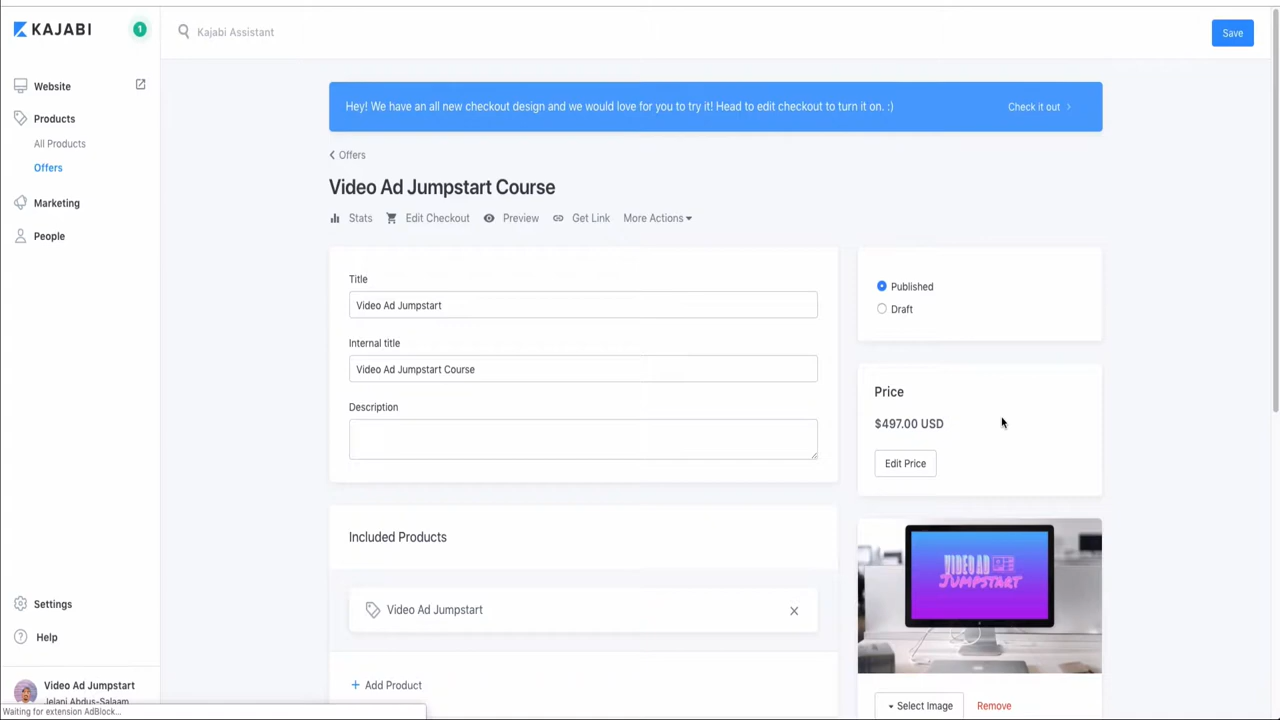 KAJABI
1
Kajabi Assistant
Save
Website
Products
All Products
Offers
Marketing
People
Settings
Help
Video Ad Jumpstart
Jelani Abdus-Salaam
Waiting for extension AdBlock...
Hey! We have an all new checkout design and we would love for you to try it! Head to edit checkout to turn it on. :)
Check it out
Offers
Video Ad Jumpstart Course
Stats
Edit Checkout
Preview
Get Link
More Actions
Title
Video Ad Jumpstart
Internal title
Video Ad Jumpstart Course
Description
Included Products
Video Ad Jumpstart
+ Add Product
Published
Draft
Price
$497.00 USD
Edit Price
VIDEO AD
JUMPSTART
Select Image
Remove